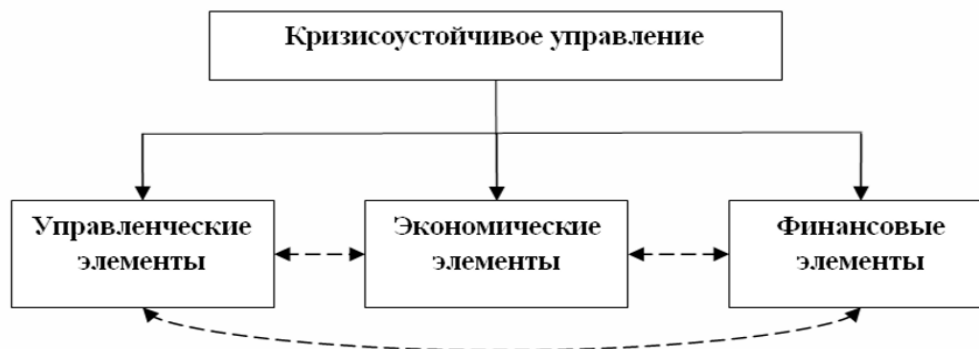 Кризисоустойчивое управление
Управленческие
элементы
Экономические
элементы
Финансовые
элементы